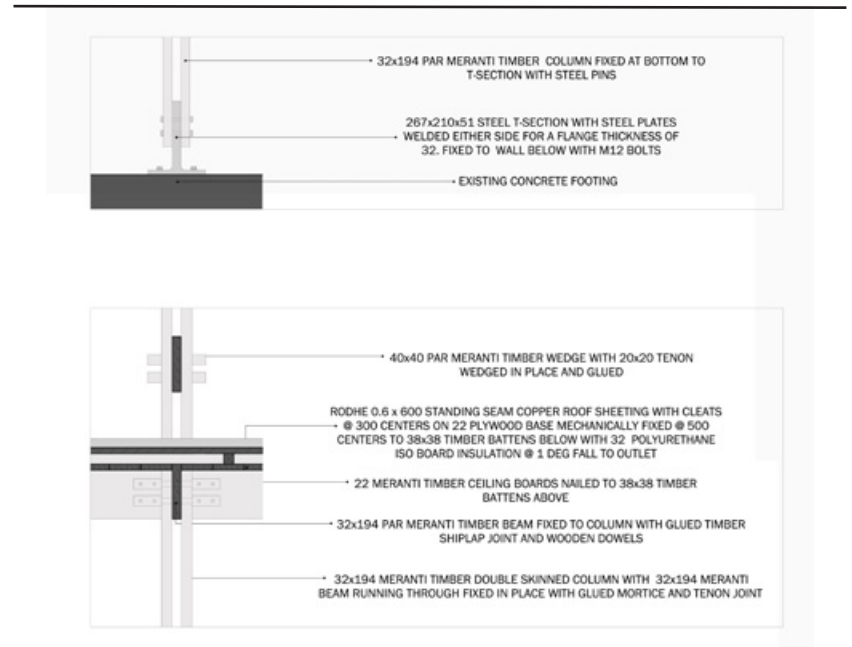 32x194 PAR MERANTI TIMBER COLUMN FIXED AT BOTTOM TO
T-SECTION WITH STEEL PINS
267x210x51 STEEL T-SECTION WITH STEEL PLATES
WELDED EITHER SIDE FOR A FLANGE THICKNESS OF
32. FIXED TO WALL BELOW WITH M12 BOLTS
EXISTING CONCRETE FOOTING
40x40 PAR MERANTI TIMBER WEDGE WITH 20x20 TENON
WEDGED IN PLACE AND GLUED
RODHE 0.6 x 600 STANDING SEAM COPPER ROOF SHEETING WITH CLEATS
@ 300 CENTERS ON 22 PLYWOOD BASE MECHANICALLY FIXED @ 500
CENTERS TO 38x38 TIMBER BATTENS BELOW WITH 32 POLYURETHANE
ISO BOARD INSULATION @ 1 DEG FALL TO OUTLET
22 MERANTI TIMBER CEILING BOARDS NAILED TO 38x38 TIMBER
BATTENS ABOVE
32x194 PAR MERANTI TIMBER BEAM FIXED TO COLUMN WITH GLUED TIMBER
SHIPLAP JOINT AND WOODEN DOWELS
32x194 MERANTI TIMBER DOUBLE SKINNED COLUMN WITH 32x194 MERANTI
BEAM RUNNING THROUGH FIXED IN PLACE WITH GLUED MORTICE AND TENON JOINT